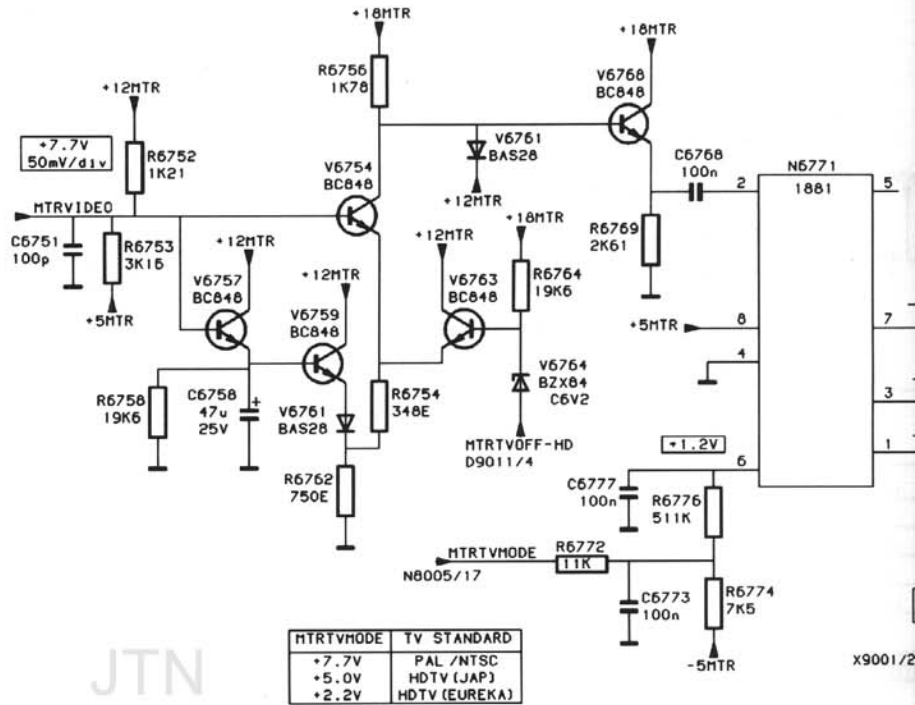 +18MTR
+18MTR
R6756
1K78
V6768
BC848
+12MTR
+7.7V
50mV/div
R6752
1K21
V6761
BAS28
V6754
BC848
C6768
100n
N6771
1881
2
5
+12MTR
MTRVIDEO
+18MTR
C6751
100p
R6753
3K16
+12MTR
+12MTR
R6769
2K61
V6757
BC848
V6763
BC848
R6764
19K6
+12MTR
+5MTR
V6759
BC848
+5MTR
8
7
4
V6764
BZX84
C6V2
R6758
19K6
C6758
47u
25V
+
V6761
BAS28
R6754
348E
3
MTRTVOFF-HD
D9011/4
+1.2V
1
6
R6762
750E
C6777
100n
R6776
511K
MTRTVMODE
R6772
11K
N8005/17
C6773
100n
R6774
7K5
-5MTR
X9001/2
JTN
MTRTVMODE TV STANDARD
+7.7V PAL /NTSC
+5.0V HDTV(JAP)
+2.2V HDTV(EUREKA)